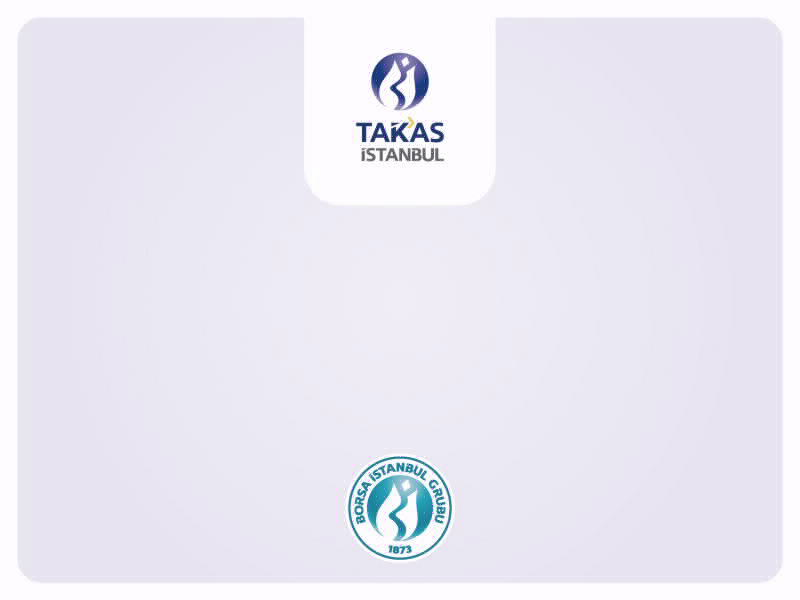 TAKAS
İSTANBUL
BORSA İSTANBUL GRUBU
1873